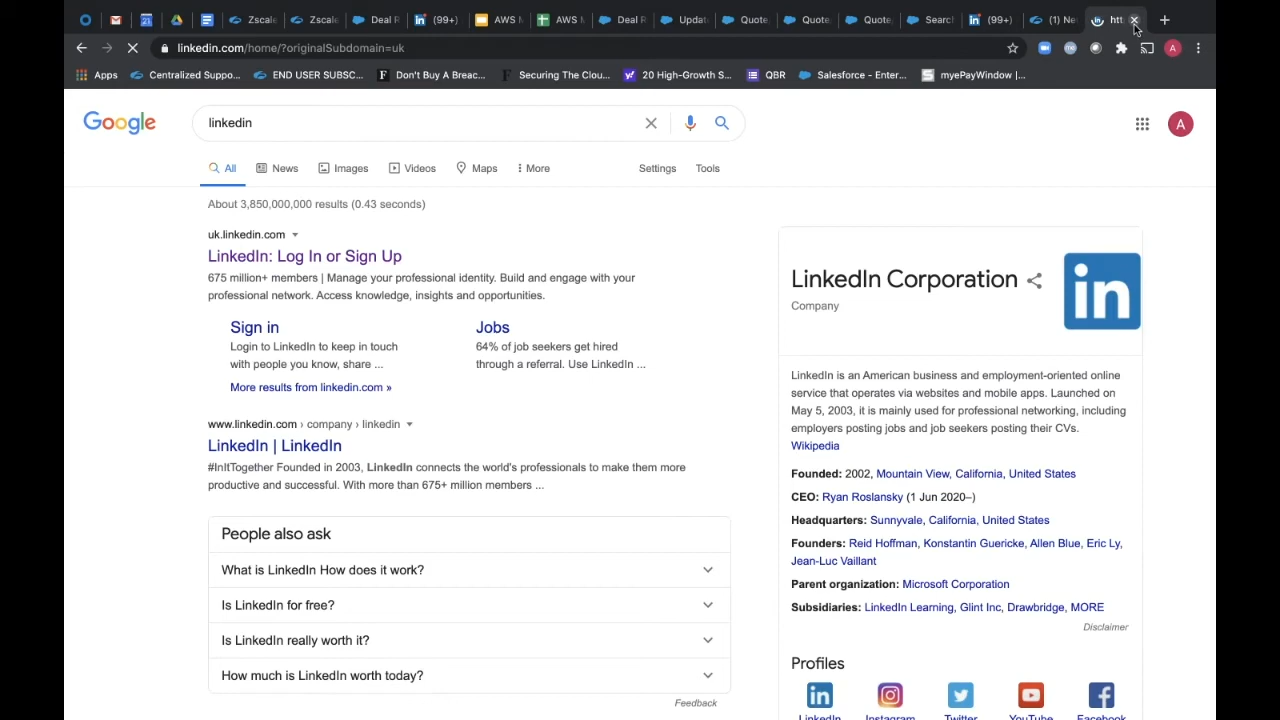 Zscale
Zscale
Deal R
(99+)
AWS M
AWS M
Deal R
Updat
Quote
Quote
Quote
Searc
(99+)
(1) Ne
htt
linkedin.com/home/?originalSubdomain=uk
A
Apps
Centralized Suppo...
END USER SUBSC...
Don't Buy A Breac...
Securing The Clou...
20 High-Growth S...
QBR
Salesforce - Enter...
myePayWindow |...
Google
linkedin
A
All
News
Images
Videos
Maps
More
Settings
Tools
About 3,850,000,000 results (0.43 seconds)
uk.linkedin.com
LinkedIn: Log In or Sign Up
675 million+ members | Manage your professional identity. Build and engage with your
professional network. Access knowledge, insights and opportunities.
Sign in
Login to LinkedIn to keep in touch
with people you know, share ...
Jobs
64% of job seekers get hired
through a referral. Use LinkedIn ...
More results from linkedin.com »
www.linkedin.com › company › linkedin
LinkedIn | LinkedIn
#InItTogether Founded in 2003, LinkedIn connects the world's professionals to make them more
productive and successful. With more than 675+ million members ...
People also ask
What is LinkedIn How does it work?
Is LinkedIn for free?
Is LinkedIn really worth it?
How much is LinkedIn worth today?
Feedback
LinkedIn Corporation
Company
in
LinkedIn is an American business and employment-oriented online
service that operates via websites and mobile apps. Launched on
May 5, 2003, it is mainly used for professional networking, including
employers posting jobs and job seekers posting their CVs.
Wikipedia
Founded: 2002, Mountain View, California, United States
CEO: Ryan Roslansky (1 Jun 2020–)
Headquarters: Sunnyvale, California, United States
Founders: Reid Hoffman, Konstantin Guericke, Allen Blue, Eric Ly,
Jean-Luc Vaillant
Parent organization: Microsoft Corporation
Subsidiaries: LinkedIn Learning, Glint Inc, Drawbridge, MORE
Disclaimer
Profiles
LinkedIn
Instagram
Twitter
YouTube
Facebook